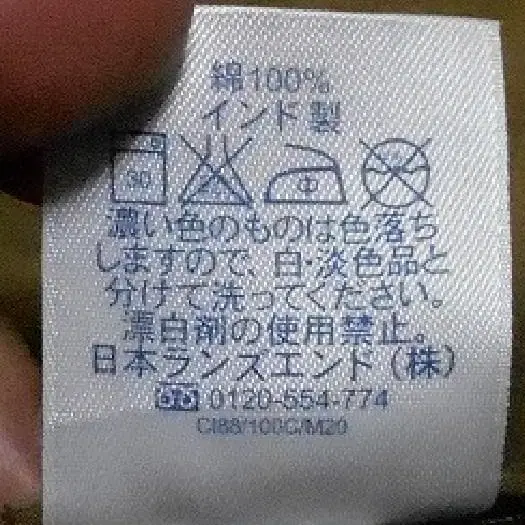 綿100%
インド製
30 中
濃い色のものは色落ち
しますので、白・淡色品と
分けて洗ってください。
漂白剤の使用禁止。
日本ランズエンド(株)
0120-554-774
CI88/100C/M20